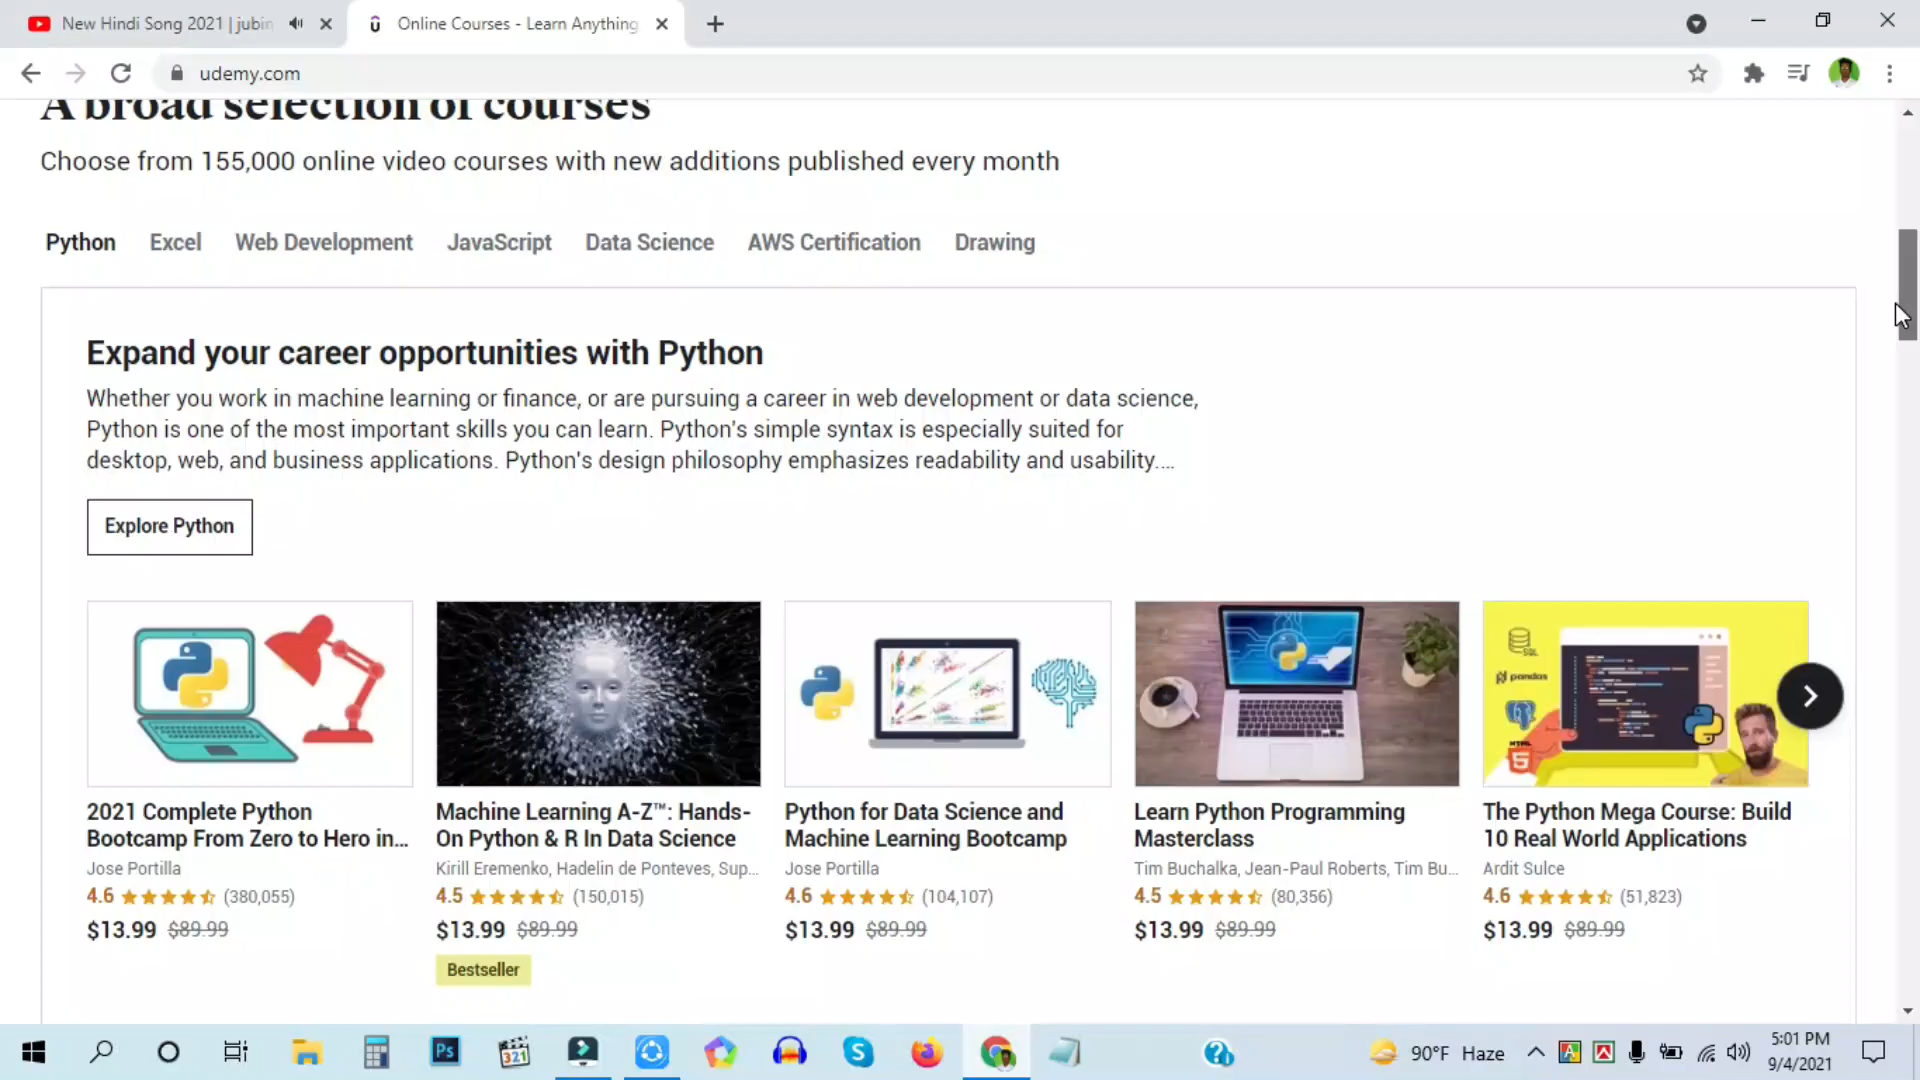 New Hindi Song 2021 | jubin
Online Courses - Learn Anything
udemy.com
A broad selection of courses
Choose from 155,000 online video courses with new additions published every month
Python Excel Web Development JavaScript Data Science AWS Certification Drawing
Expand your career opportunities with Python
Whether you work in machine learning or finance, or are pursuing a career in web development or data science,
Python is one of the most important skills you can learn. Python's simple syntax is especially suited for
desktop, web, and business applications. Python's design philosophy emphasizes readability and usability....
Explore Python
SQL
pandas
HTML
5
2021 Complete Python
Bootcamp From Zero to Hero in...
Jose Portilla
4.6 (380,055)
$13.99 $89.99
Machine Learning A-Z™: Hands-
On Python & R In Data Science
Kirill Eremenko, Hadelin de Ponteves, Sup...
4.5 (150,015)
$13.99 $89.99
Bestseller
Python for Data Science and
Machine Learning Bootcamp
Jose Portilla
4.6 (104,107)
$13.99 $89.99
Learn Python Programming
Masterclass
Tim Buchalka, Jean-Paul Roberts, Tim Bu...
4.5 (80,356)
$13.99 $89.99
The Python Mega Course: Build
10 Real World Applications
Ardit Sulce
4.6 (51,823)
$13.99 $89.99
Ps
321
90°F Haze
5:01 PM
9/4/2021